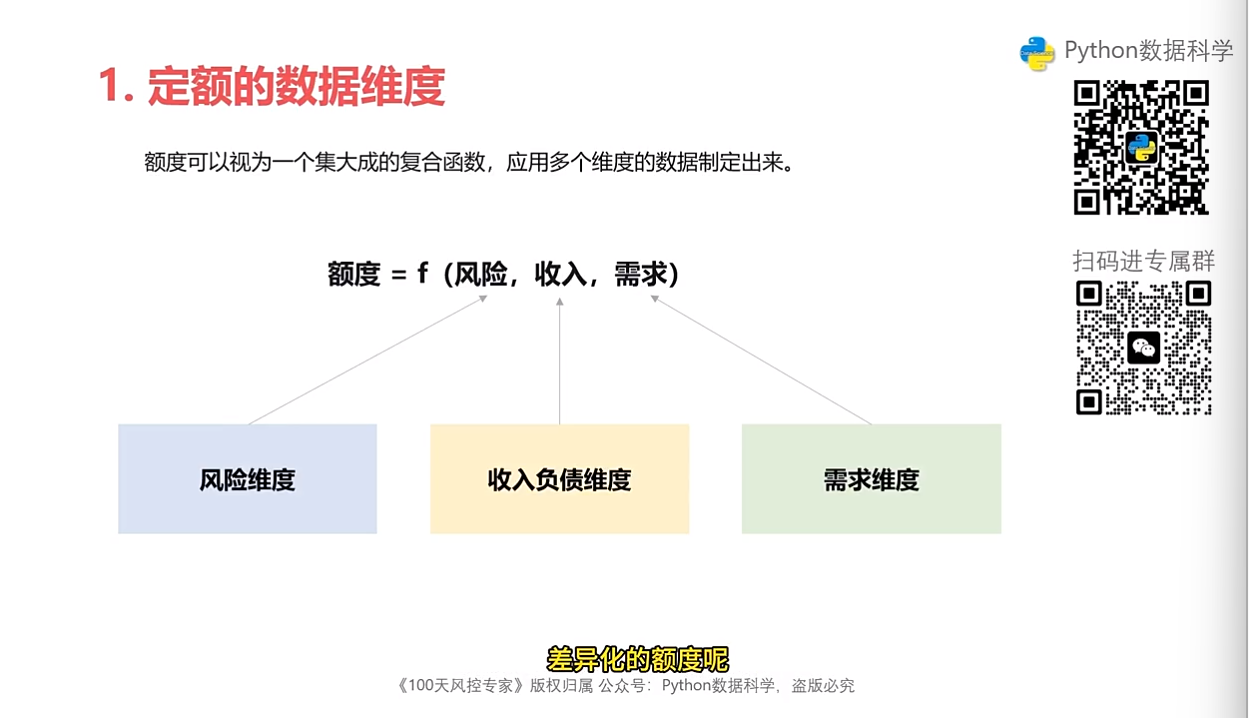 Python数据科学
1. 定额的数据维度
额度可以视为一个集大成的复合函数，应用多个维度的数据制定出来。
扫码进专属群
额度 = f（风险，收入，需求）
风险维度
收入负债维度
需求维度
差异化的额度呢
《100天风控专家》版权归属 公众号：Python数据科学，盗版必究